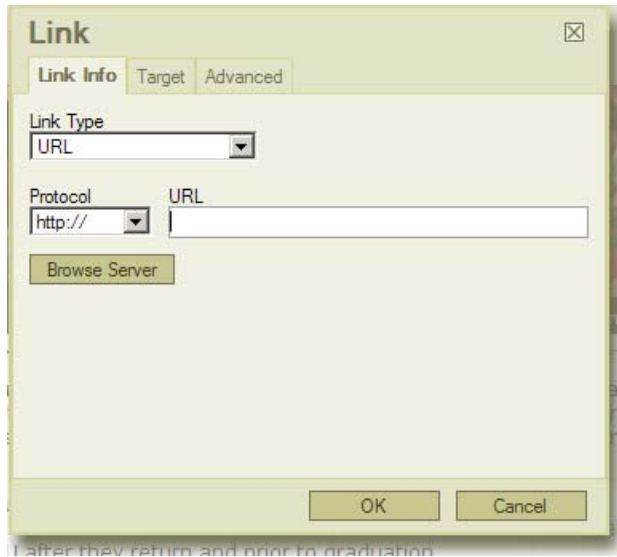 Link
Link Info Target Advanced
Link Type
URL
Protocol URL
http://
Browse Server
OK Cancel
after they return and prior to graduation